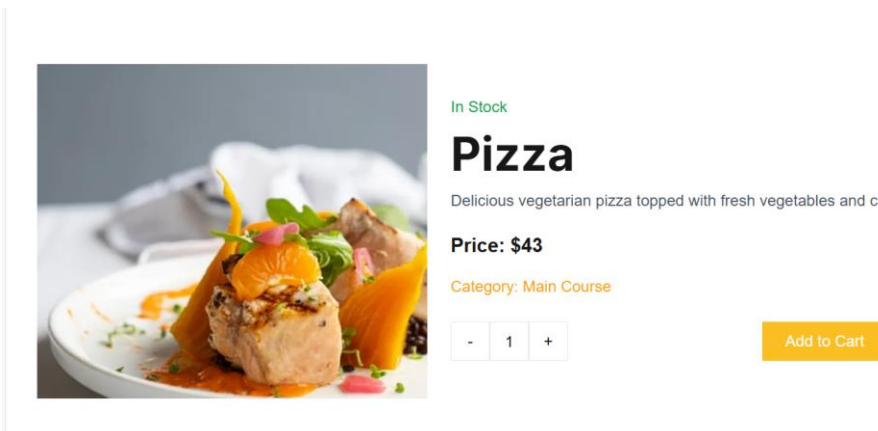 In Stock
Pizza
Delicious vegetarian pizza topped with fresh vegetables and c
Price: $43
Category: Main Course
- 1 +
Add to Cart